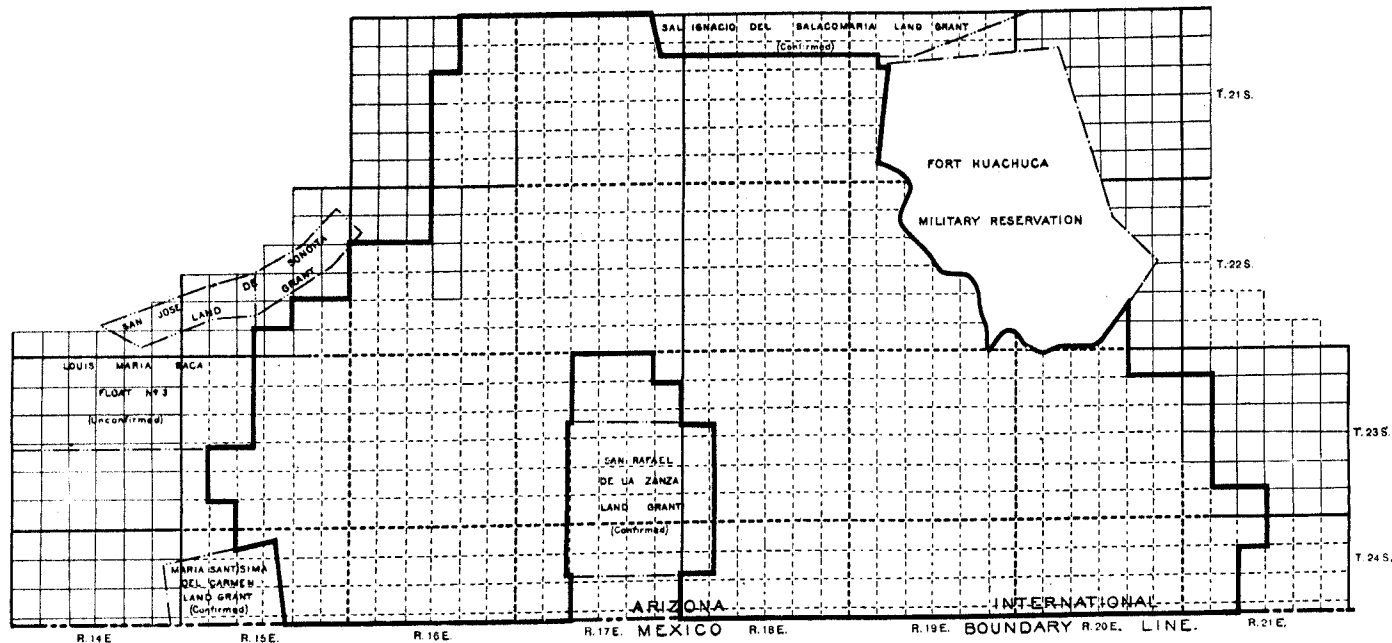 SAL IGNACIO DEL BALACOMARIA LAND GRANT
(Confirmed)
T. 21 S.
FORT HUACHUCA
MILITARY RESERVATION
T. 22 S.
SAN JOSE DE SONOITA
LAND GRANT
LOUIS MARIA BACA
FLOAT Nº 3
(Unconfirmed)
T. 23 S.
SAN RAFAEL
DE LA ZANZA
LAND GRANT
(Confirmed)
T. 24 S.
MARIA SANTISIMA
DEL CARMEN
LAND GRANT
(Confirmed)
ARIZONA INTERNATIONAL
R. 14 E R. 15 E. R. 16 E. R. 17 E. MEXICO R. 18 E. R. 19 E. BOUNDARY R. 20 E. LINE. R. 21 E.